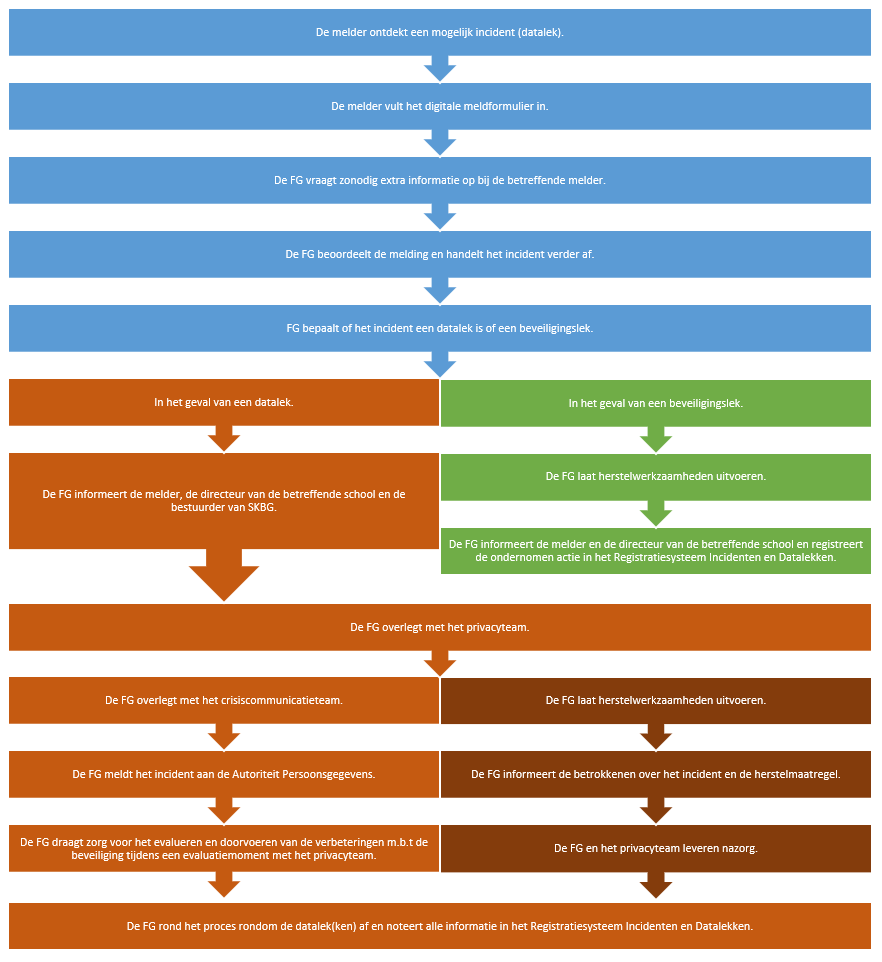 De melder ontdekt een mogelijk incident (datalek).
De melder vult het digitale meldformulier in.
De FG vraagt zonodig extra informatie op bij de betreffende melder.
De FG beoordeelt de melding en handelt het incident verder af.
FG bepaalt of het incident een datalek is of een beveiligingslek.
In het geval van een datalek.
De FG informeert de melder, de directeur van de betreffende school en de
bestuurder van SKBG.
In het geval van een beveiligingslek.
De FG laat herstelwerkzaamheden uitvoeren.
De FG informeert de melder en de directeur van de betreffende school en registreert
de ondernomen actie in het Registratiesysteem Incidenten en Datalekken.
De FG overlegt met het privacyteam.
De FG overlegt met het crisiscommunicatieteam.
De FG meldt het incident aan de Autoriteit Persoonsgegevens.
De FG draagt zorg voor het evalueren en doorvoeren van de verbeteringen m.b.t de
beveiliging tijdens een evaluatiemoment met het privacyteam.
De FG laat herstelwerkzaamheden uitvoeren.
De FG informeert de betrokkenen over het incident en de herstelmaatregel.
De FG en het privacyteam leveren nazorg.
De FG rond het proces rondom de datalek(ken) af en noteert alle informatie in het Registratiesysteem Incidenten en Datalekken.